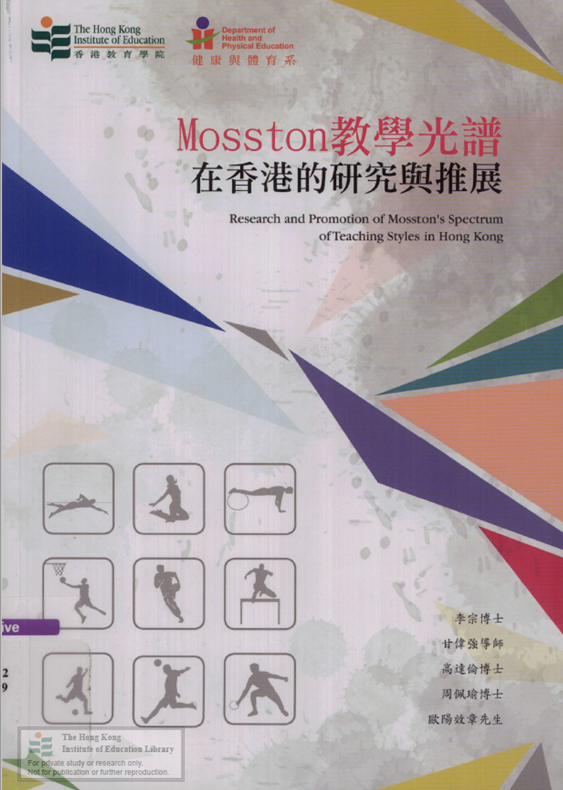 The Hong Kong
Institute of Education
香港教育學院
Department of
Health and
Physical Education
健康與體育系
Mosston教學光譜
在香港的研究與推展
Research and Promotion of Mosston's Spectrum
of Teaching Styles in Hong Kong
李宗博士
甘偉強導師
高達倫博士
周佩瑜博士
歐陽效章先生
ive
2
9
The Hong Kong
Institute of Education Library
For private study or research only.
Not for publication or further reproduction.